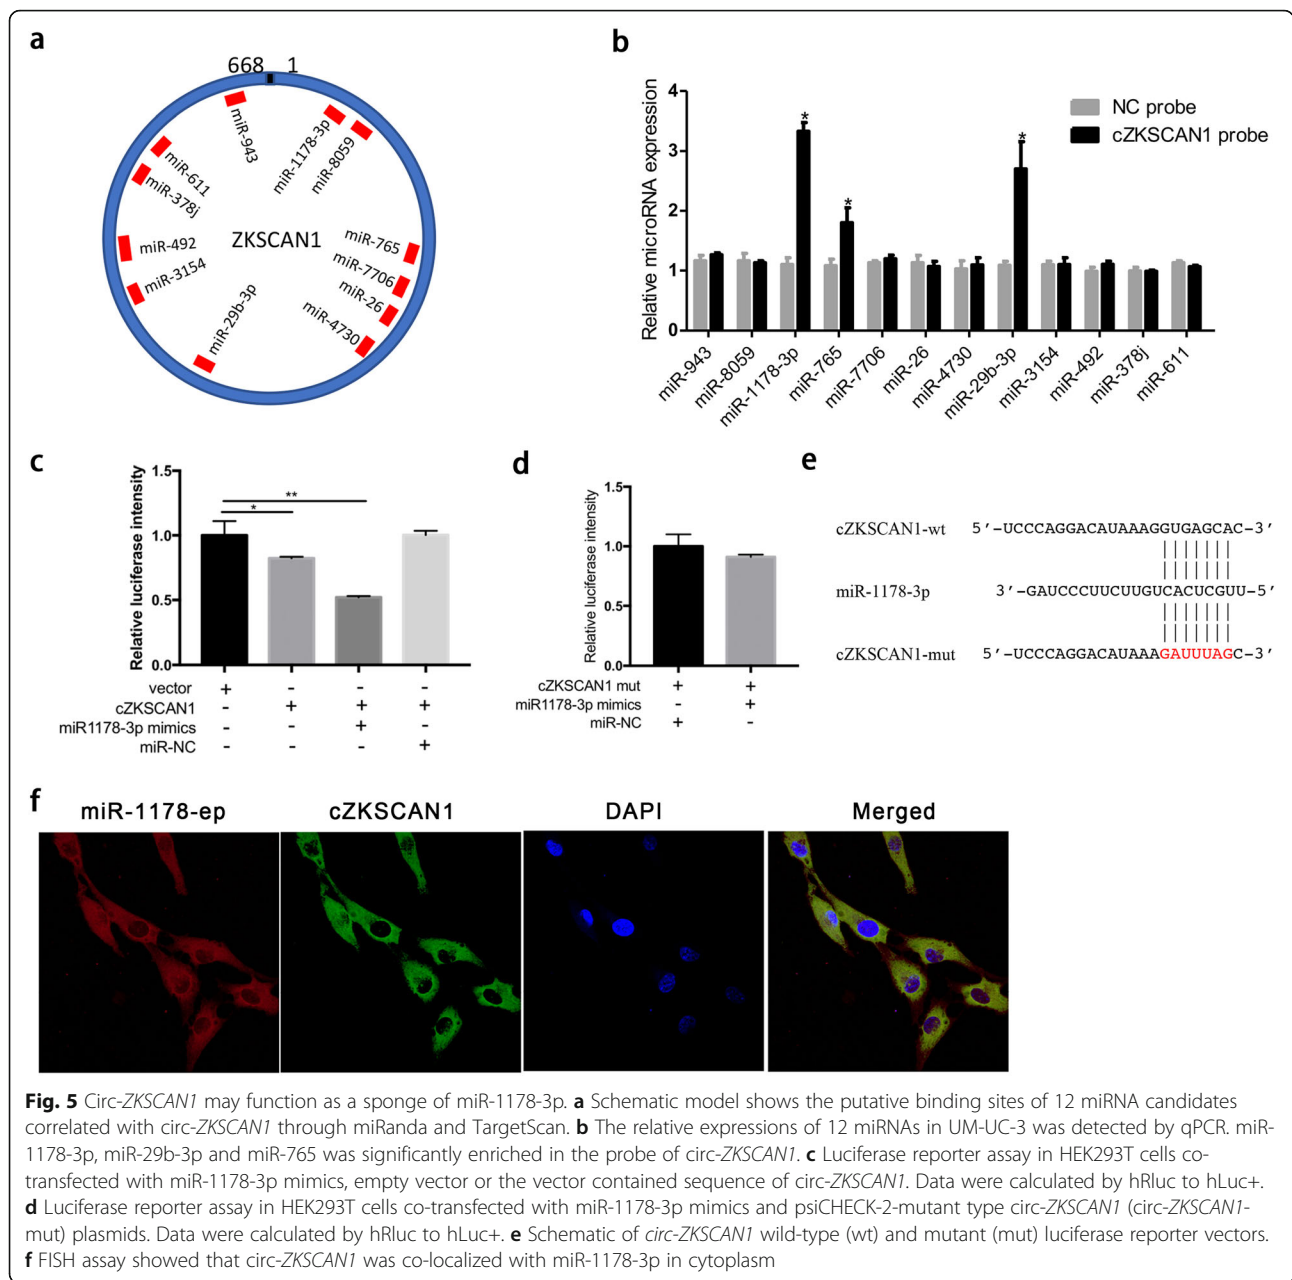 a
668 1
miR-943
miR-1178-3p
miR-8059
miR-611
miR-378j
miR-492
miR-3154
miR-29b-3p
ZKSCAN1
miR-765
miR-7706
miR-26
miR-4730
b
Relative microRNA expression
4
3
2
1
0
* * *
NC probe
cZKSCAN1 probe
miR-943
miR-8059
miR-1178-3p
miR-765
miR-7706
miR-26
miR-4730
miR-29b-3p
miR-3154
miR-492
miR-378j
miR-611
c
Relative luciferase intensity
1.5
1.0
0.5
0.0
**
*
vector + - - -
cZKSCAN1 - + + +
miR1178-3p mimics - - + -
miR-NC - - - +
d
Relative luciferase intensity
1.5
1.0
0.5
0.0
cZKSCAN1 mut + +
miR1178-3p mimics - +
miR-NC + -
e
cZKSCAN1-wt 5′-UCCCAGGACAUAAAGGUGAGCAC-3′
miR-1178-3p 3′-GAUCCCUUCUUGUCACUCGUU-5′
cZKSCAN1-mut 5′-UCCCAGGACAUAAAGAUUUAGC-3′
f
miR-1178-ep cZKSCAN1 DAPI Merged
Fig. 5 Circ-ZKSCAN1 may function as a sponge of miR-1178-3p. a Schematic model shows the putative binding sites of 12 miRNA candidates
correlated with circ-ZKSCAN1 through miRanda and TargetScan. b The relative expressions of 12 miRNAs in UM-UC-3 was detected by qPCR. miR-
1178-3p, miR-29b-3p and miR-765 was significantly enriched in the probe of circ-ZKSCAN1. c Luciferase reporter assay in HEK293T cells co-
transfected with miR-1178-3p mimics, empty vector or the vector contained sequence of circ-ZKSCAN1. Data were calculated by hRluc to hLuc+.
d Luciferase reporter assay in HEK293T cells co-transfected with miR-1178-3p mimics and psiCHECK-2-mutant type circ-ZKSCAN1 (circ-ZKSCAN1-
mut) plasmids. Data were calculated by hRluc to hLuc+. e Schematic of circ-ZKSCAN1 wild-type (wt) and mutant (mut) luciferase reporter vectors.
f FISH assay showed that circ-ZKSCAN1 was co-localized with miR-1178-3p in cytoplasm